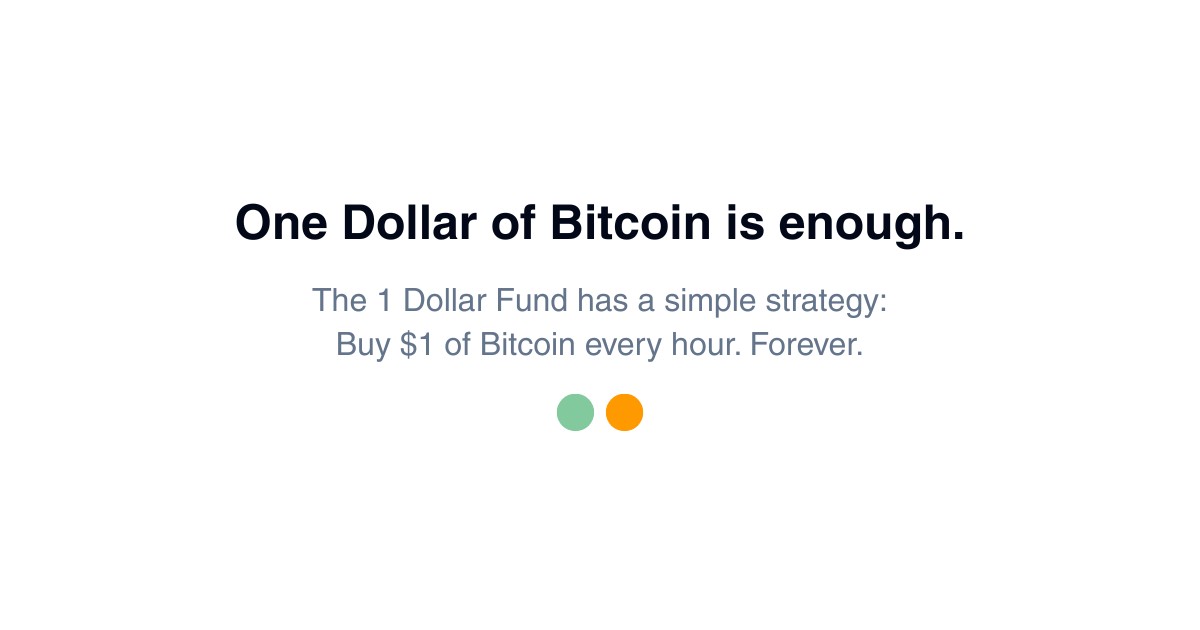 One Dollar of Bitcoin is enough.
The 1 Dollar Fund has a simple strategy:
Buy $1 of Bitcoin every hour. Forever.